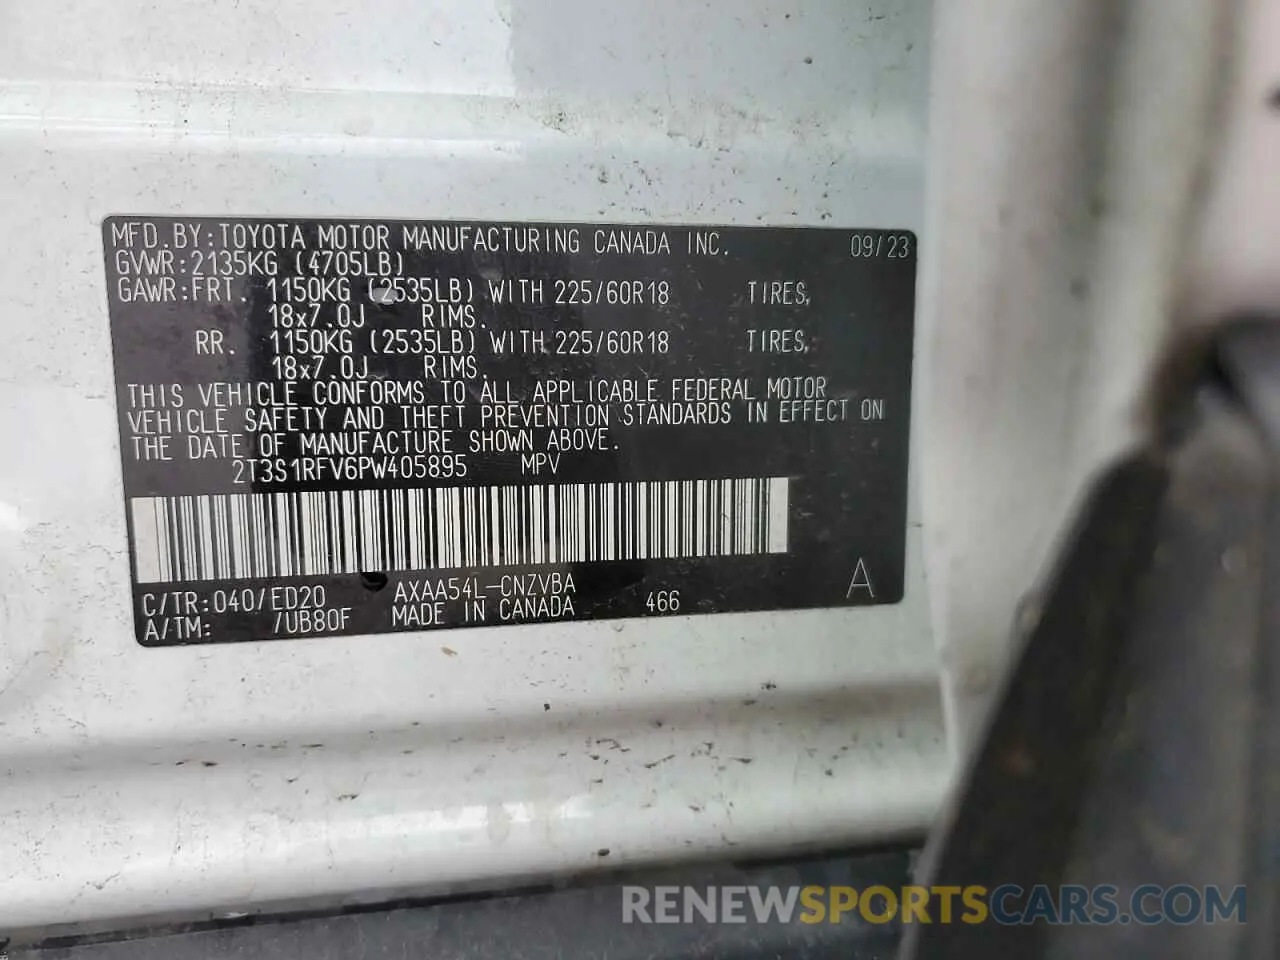 MFD.BY:TOYOTA MOTOR MANUFACTURING CANADA INC. 09/23
GVWR:2135KG (4705LB)
GAWR:FRT. 1150KG (2535LB) WITH 225/60R18 TIRES,
18x7.0J RIMS.
RR. 1150KG (2535LB) WITH 225/60R18 TIRES,
18x7.0J RIMS.
THIS VEHICLE CONFORMS TO ALL APPLICABLE FEDERAL MOTOR
VEHICLE SAFETY AND THEFT PREVENTION STANDARDS IN EFFECT ON
THE DATE OF MANUFACTURE SHOWN ABOVE.
2T3S1RFV6PW405895 MPV
C/TR:040/ED20 AXAA54L-CNZVBA A
A/TM: /UB80F MADE IN CANADA 466
RENEWSPORTSCARS.COM